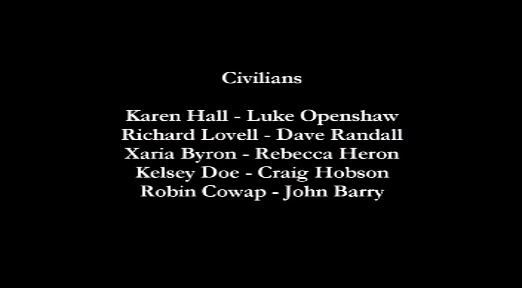 Civilians
Karen Hall - Luke Openshaw
Richard Lovell - Dave Randall
Xaria Byron - Rebecca Heron
Kelsey Doe - Craig Hobson
Robin Cowap - John Barry